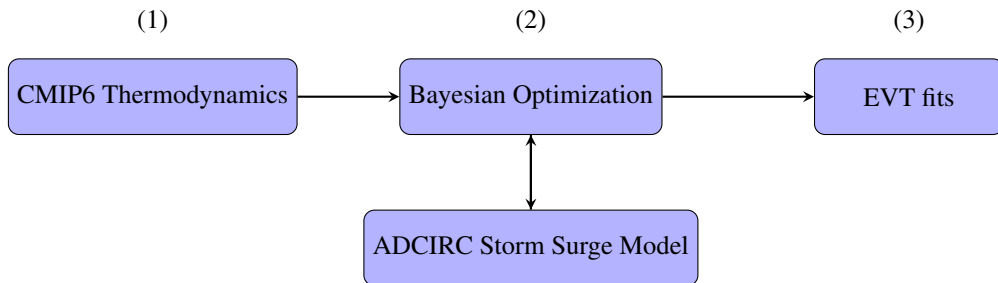 (1)
(2)
(3)
CMIP6 Thermodynamics
Bayesian Optimization
EVT fits
ADCIRC Storm Surge Model